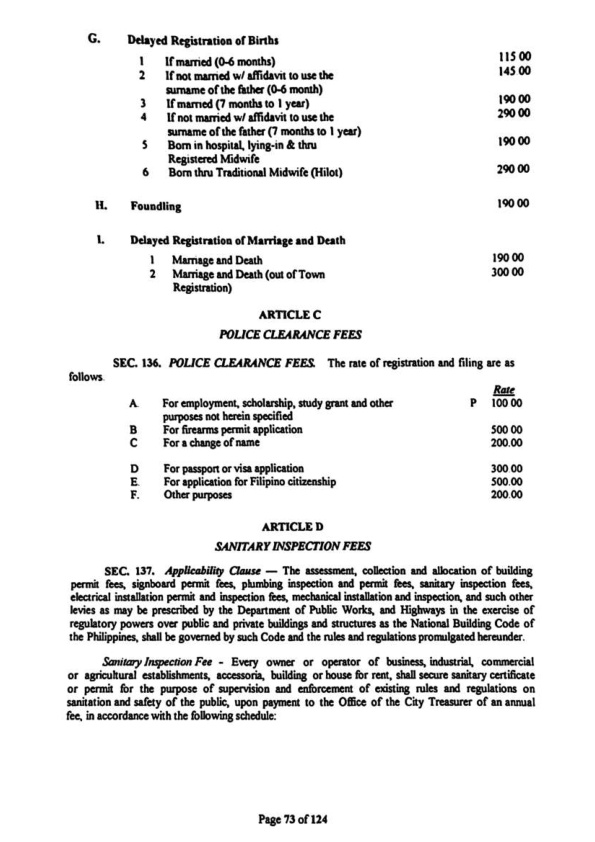 G. Delayed Registration of Births
1 If married (0-6 months) 115 00
2 If not married w/ affidavit to use the 145 00
surname of the father (0-6 month)
3 If married (7 months to 1 year) 190 00
4 If not married w/ affidavit to use the 290 00
surname of the father (7 months to 1 year)
5 Born in hospital, lying-in & thru 190 00
Registered Midwife
6 Born thru Traditional Midwife (Hilot) 290 00
H. Foundling 190 00
I. Delayed Registration of Marriage and Death
1 Marriage and Death 190 00
2 Marriage and Death (out of Town 300 00
Registration)
ARTICLE C
POLICE CLEARANCE FEES
SEC. 136. POLICE CLEARANCE FEES. The rate of registration and filing are as
follows.
Rate
A. For employment, scholarship, study grant and other P 100 00
purposes not herein specified
B For firearms permit application 500 00
C For a change of name 200.00
D For passport or visa application 300 00
E. For application for Filipino citizenship 500.00
F. Other purposes 200.00
ARTICLE D
SANITARY INSPECTION FEES
SEC. 137. Applicability Clause — The assessment, collection and allocation of building
permit fees, signboard permit fees, plumbing inspection and permit fees, sanitary inspection fees,
electrical installation permit and inspection fees, mechanical installation and inspection, and such other
levies as may be prescribed by the Department of Public Works, and Highways in the exercise of
regulatory powers over public and private buildings and structures as the National Building Code of
the Philippines, shall be governed by such Code and the rules and regulations promulgated hereunder.
Sanitary Inspection Fee - Every owner or operator of business, industrial, commercial
or agricultural establishments, accessoria, building or house for rent, shall secure sanitary certificate
or permit for the purpose of supervision and enforcement of existing rules and regulations on
sanitation and safety of the public, upon payment to the Office of the City Treasurer of an annual
fee, in accordance with the following schedule:
Page 73 of 124